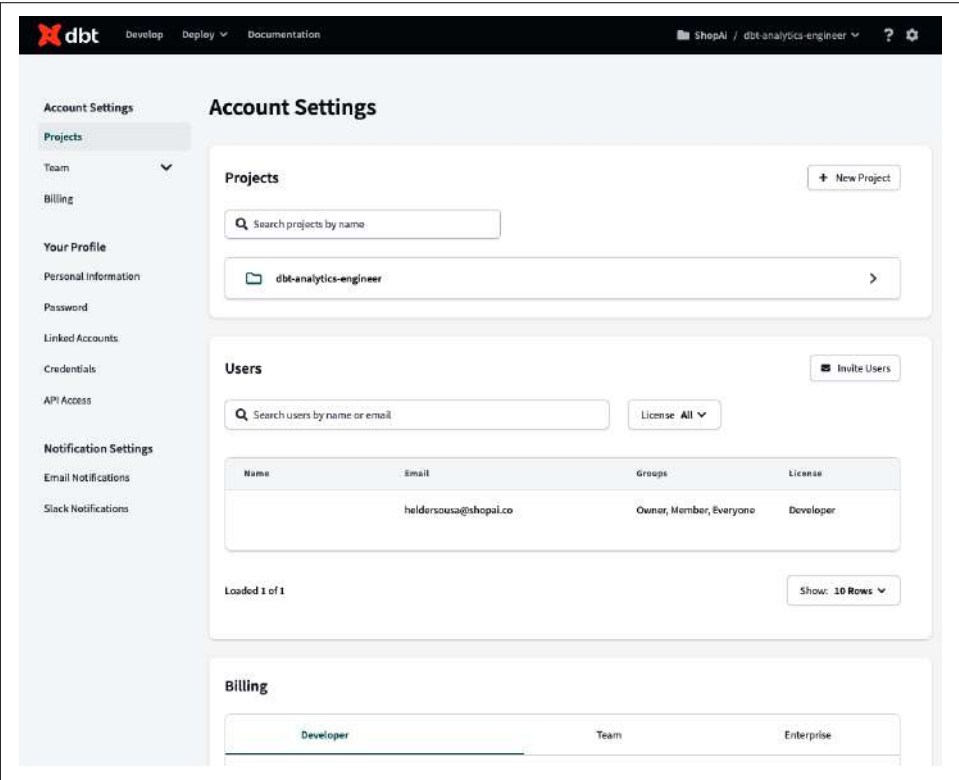 dbt Develop Deploy Documentation ShopAi / dbt-analytics-engineer ?
Account Settings
Projects
Team
Billing
Your Profile
Personal Information
Password
Linked Accounts
Credentials
API Access
Notification Settings
Email Notifications
Slack Notifications
Account Settings
Projects + New Project
Search projects by name
dbt-analytics-engineer
Users Invite Users
Search users by name or email License All
Name Email Groups License
heldersousa@shopai.co Owner, Member, Everyone Developer
Loaded 1 of 1 Show: 10 Rows
Billing
Developer Team Enterprise